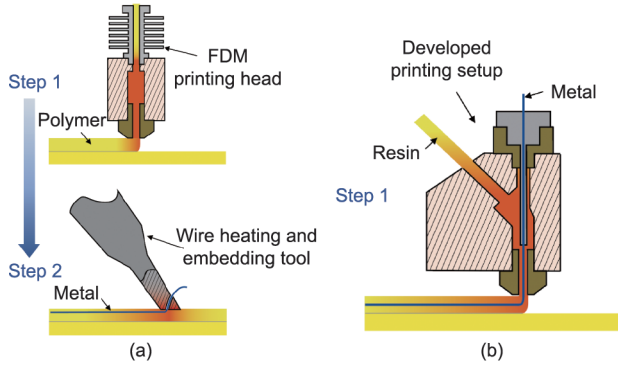 Step 1
FDM
printing head
Polymer
Step 2
Wire heating and
embedding tool
Metal
(a)
Developed
printing setup
Metal
Resin
Step 1
(b)